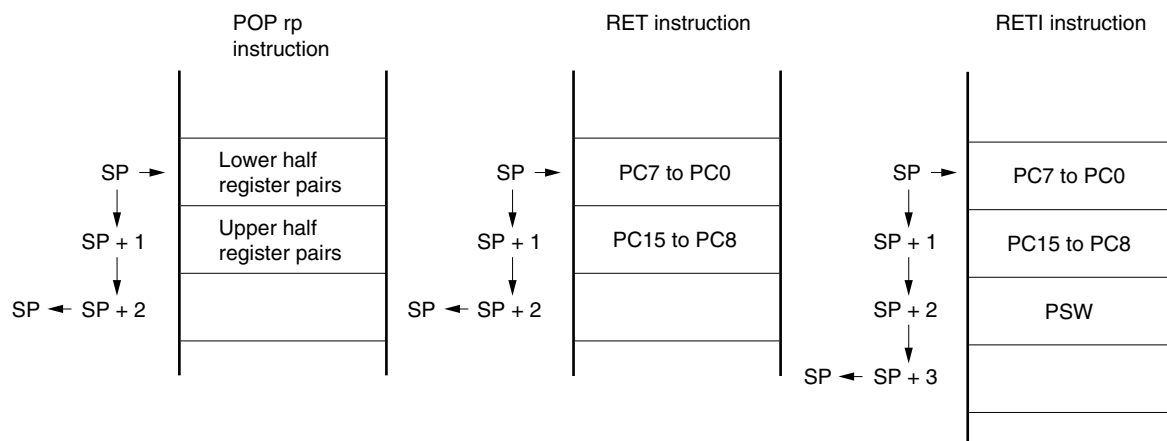 POP rp
instruction
RET instruction
RETI instruction
SP
Lower half
register pairs
SP + 1
Upper half
register pairs
SP
SP + 2
SP
PC7 to PC0
SP + 1
PC15 to PC8
SP
SP + 2
SP
PC7 to PC0
SP + 1
PC15 to PC8
SP + 2
PSW
SP
SP + 3